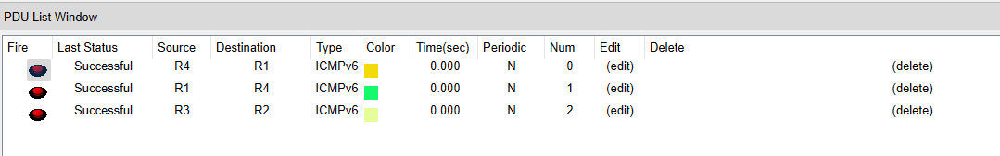 PDU List Window
Fire Last Status Source Destination Type Color Time(sec) Periodic Num Edit Delete
Successful R4 R1 ICMPv6 0.000 N 0 (edit) (delete)
Successful R1 R4 ICMPv6 0.000 N 1 (edit) (delete)
Successful R3 R2 ICMPv6 0.000 N 2 (edit) (delete)